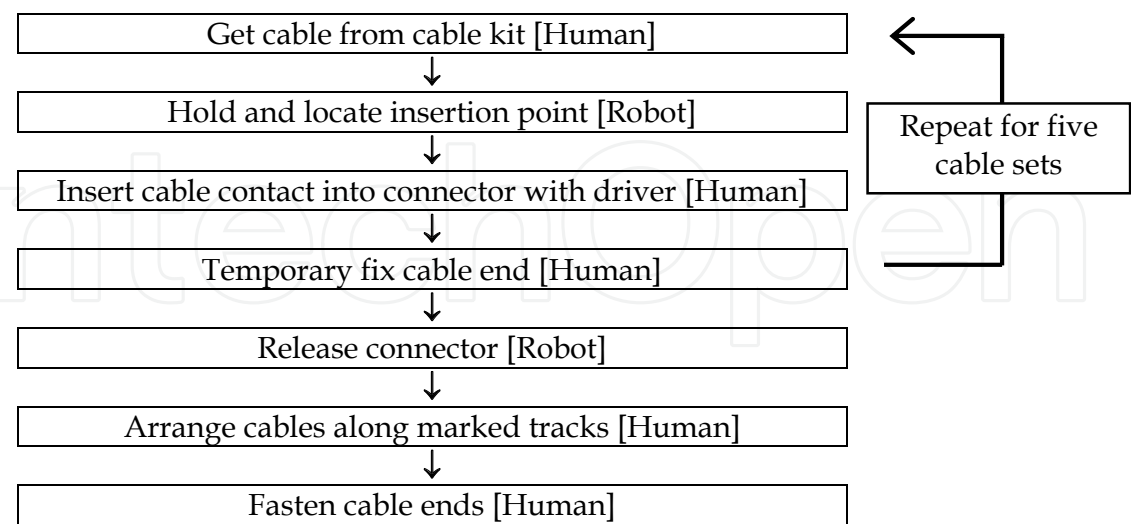 Get cable from cable kit [Human]
Hold and locate insertion point [Robot]
Repeat for five
cable sets
Insert cable contact into connector with driver [Human]
Temporary fix cable end [Human]
Release connector [Robot]
Arrange cables along marked tracks [Human]
Fasten cable ends [Human]
ntechOpen